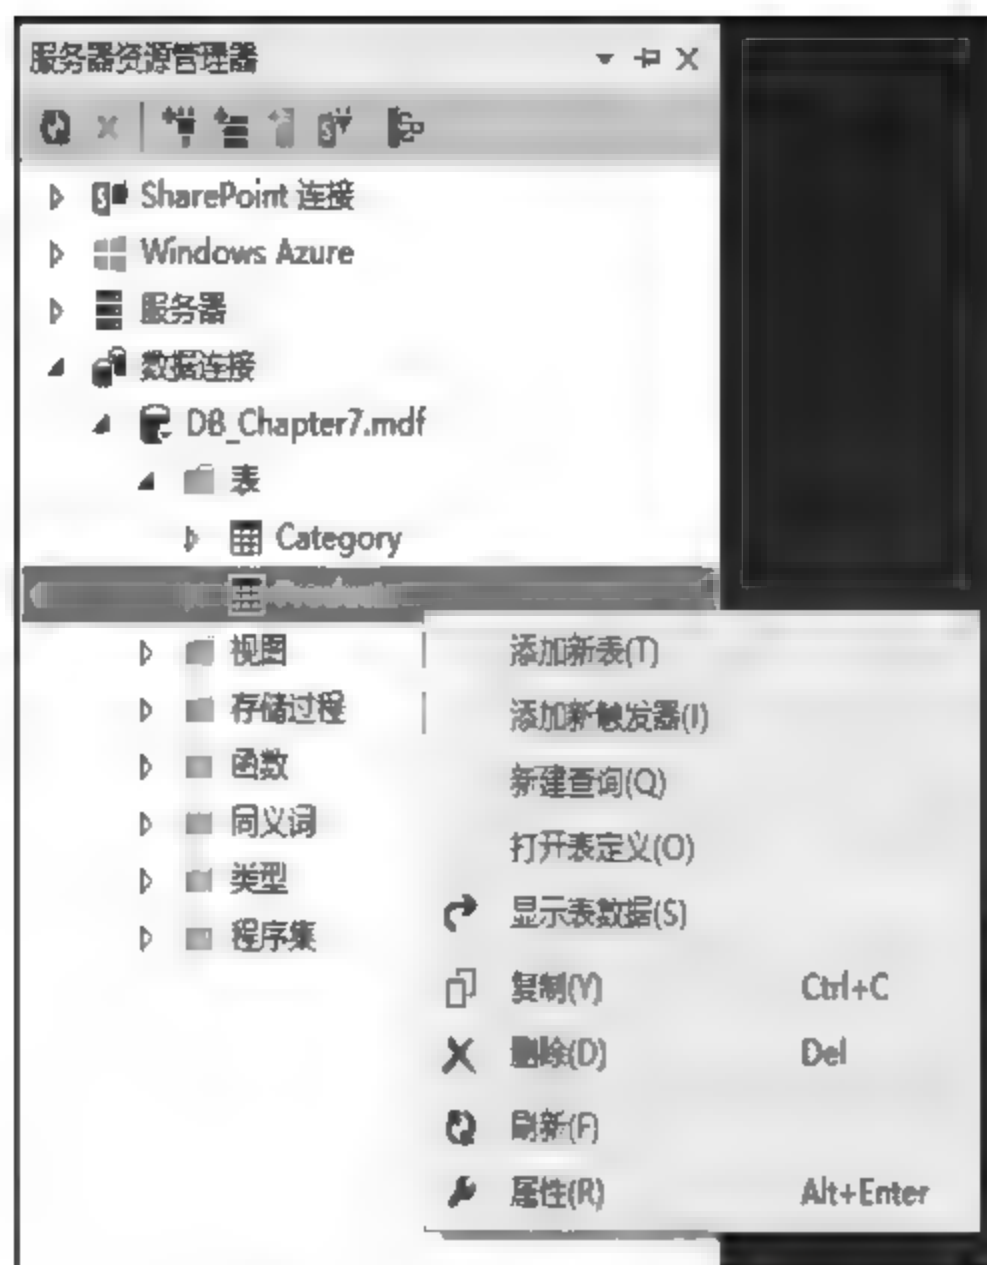 服务器资源管理器
SharePoint 连接
Windows Azure
服务器
数据连接
DB_Chapter7.mdf
表
Category
视图
存储过程
函数
同义词
类型
程序集
添加新表(T)
添加新触发器(I)
新建查询(Q)
打开表定义(O)
显示表数据(S)
复制(Y) Ctrl+C
删除(D) Del
刷新(F)
属性(R) Alt+Enter